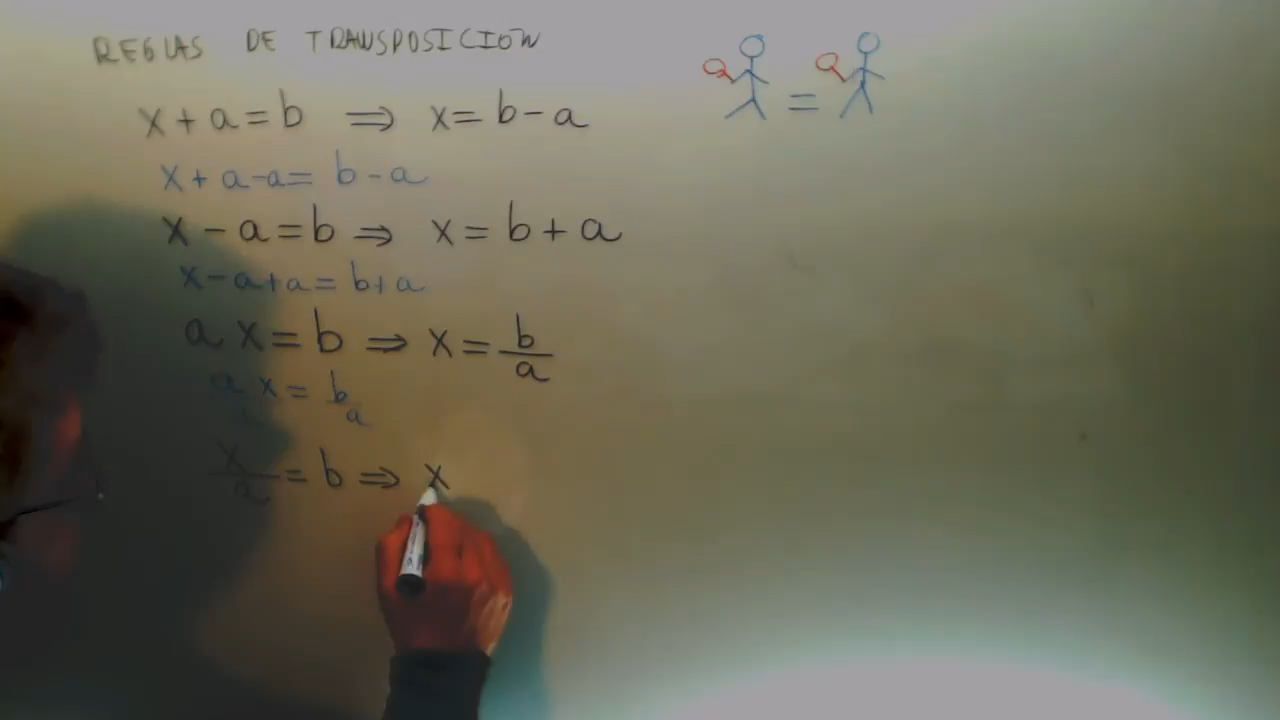 REGLAS DE TRANSPOSICION
=
x + a = b ⇒ x = b - a
x + a - a = b - a
x - a = b ⇒ x = b + a
x - a + a = b + a
a x = b ⇒ x = b/a
a x = b
a
x/a = b ⇒ x